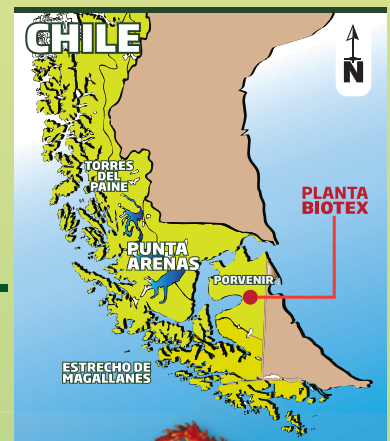 CHILE
N
TORRES
DEL
PAINE
PLANTA
BIOTEX
PUNTA
ARENAS
PORVENIR
ESTRECHO DE
MAGALLANES